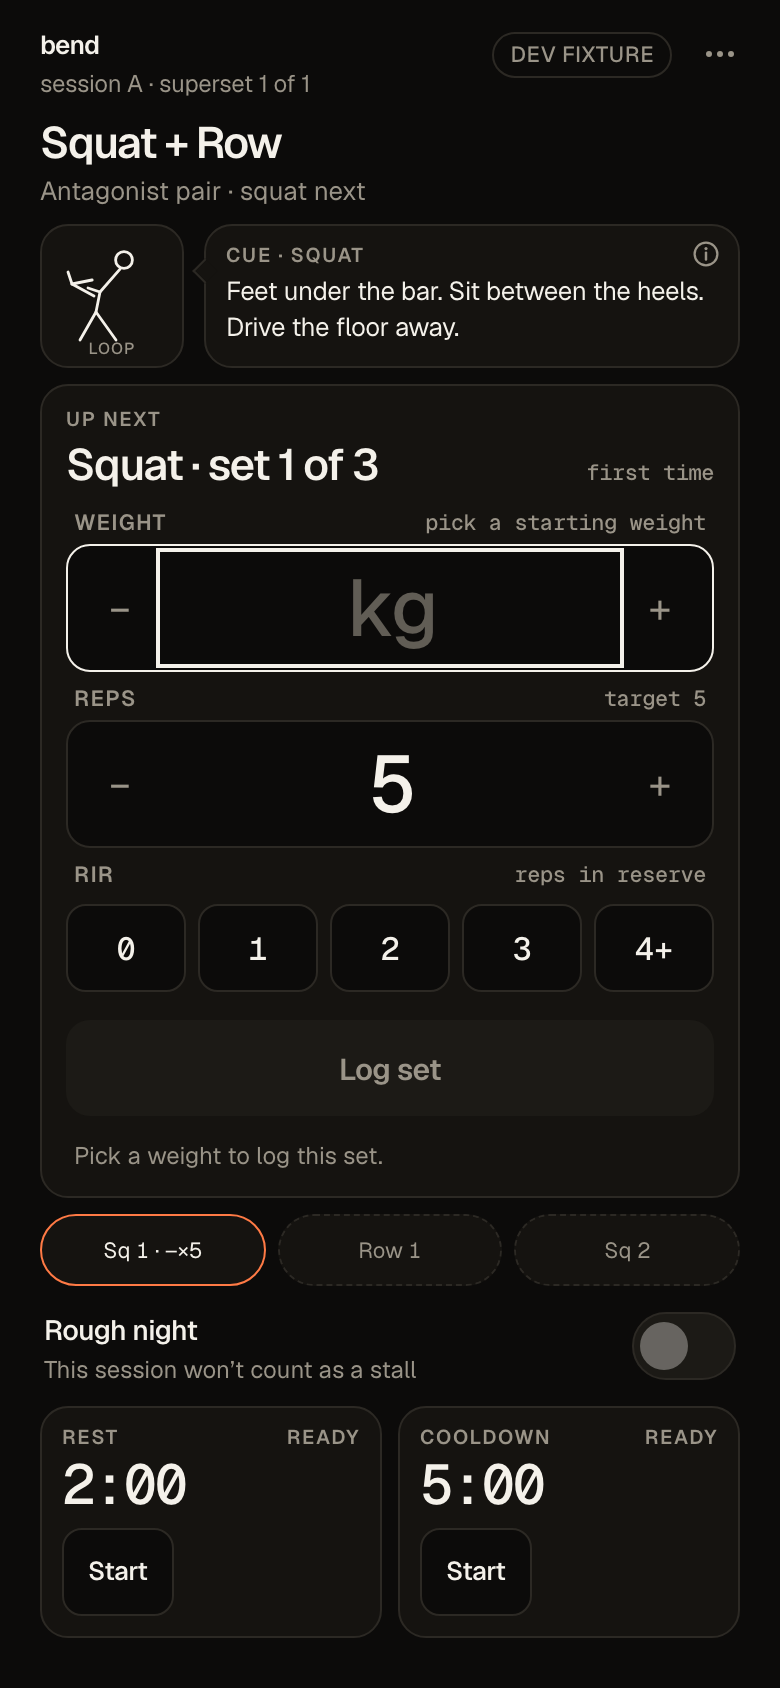 bend
DEV FIXTURE
session A · superset 1 of 1
Squat + Row
Antagonist pair · squat next
LOOP
CUE · SQUAT
Feet under the bar. Sit between the heels.
Drive the floor away.
UP NEXT
Squat · set 1 of 3
first time
WEIGHT
pick a starting weight
− kg +
REPS
target 5
− 5 +
RIR
reps in reserve
0 1 2 3 4+
Log set
Pick a weight to log this set.
Sq 1 · –×5
Row 1
Sq 2
Rough night
This session won’t count as a stall
REST READY
2:00
Start
COOLDOWN READY
5:00
Start